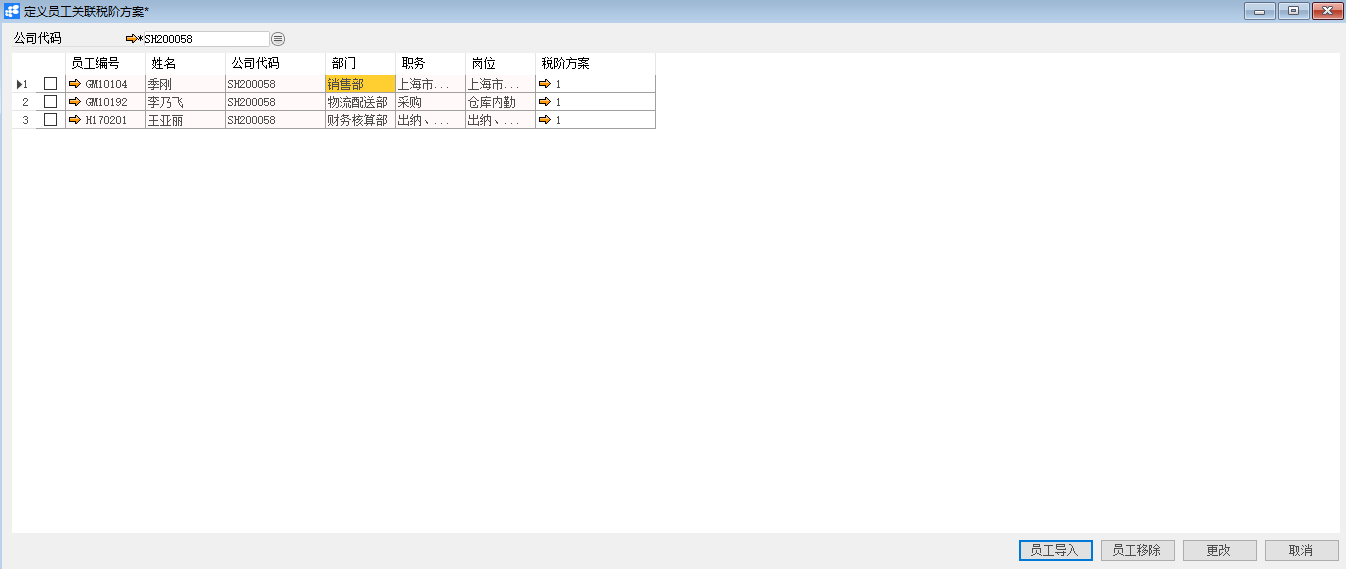 定义员工关联税阶方案*
公司代码 *SH200058
员工编号 姓名 公司代码 部门 职务 岗位 税阶方案
1 GM10104 季刚 SH200058 销售部 上海市... 上海市... 1
2 GM10192 李乃飞 SH200058 物流配送部 采购 仓库内勤 1
3 H170201 王亚丽 SH200058 财务核算部 出纳、... 出纳、... 1
员工导入 员工移除 更改 取消